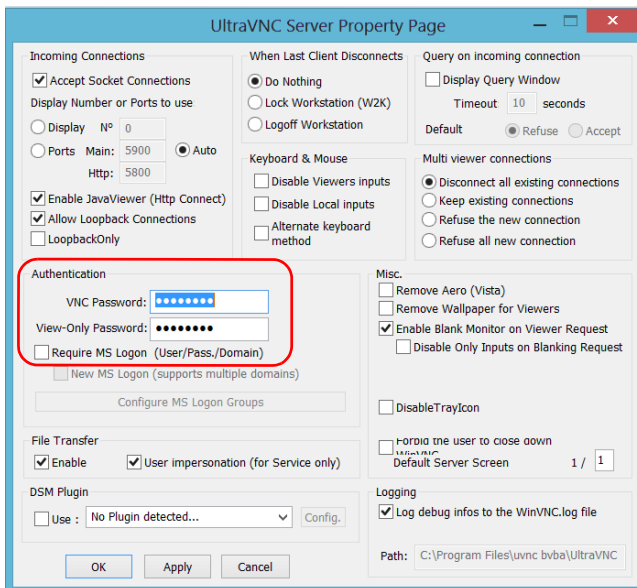 UltraVNC Server Property Page
Incoming Connections
Accept Socket Connections
Display Number or Ports to use
Display N° 0
Ports Main: 5900 Auto
Http: 5800
Enable JavaViewer (Http Connect)
Allow Loopback Connections
LoopbackOnly
When Last Client Disconnects
Do Nothing
Lock Workstation (W2K)
Logoff Workstation
Keyboard & Mouse
Disable Viewers inputs
Disable Local inputs
Alternate keyboard
method
Query on incoming connection
Display Query Window
Timeout 10 seconds
Default Refuse Accept
Multi viewer connections
Disconnect all existing connections
Keep existing connections
Refuse the new connection
Refuse all new connection
Authentication
VNC Password: ●●●●●●●●
View-Only Password: ●●●●●●●●
Require MS Logon (User/Pass./Domain)
New MS Logon (supports multiple domains)
Configure MS Logon Groups
Misc.
Remove Aero (Vista)
Remove Wallpaper for Viewers
Enable Blank Monitor on Viewer Request
Disable Only Inputs on Blanking Request
DisableTrayIcon
Forbid the user to close down
WinVNC
Default Server Screen 1 / 1
File Transfer
Enable User impersonation (for Service only)
DSM Plugin
Use : No Plugin detected... Config.
Logging
Log debug infos to the WinVNC.log file
Path: C:\Program Files\uvnc bvba\UltraVNC
OK Apply Cancel